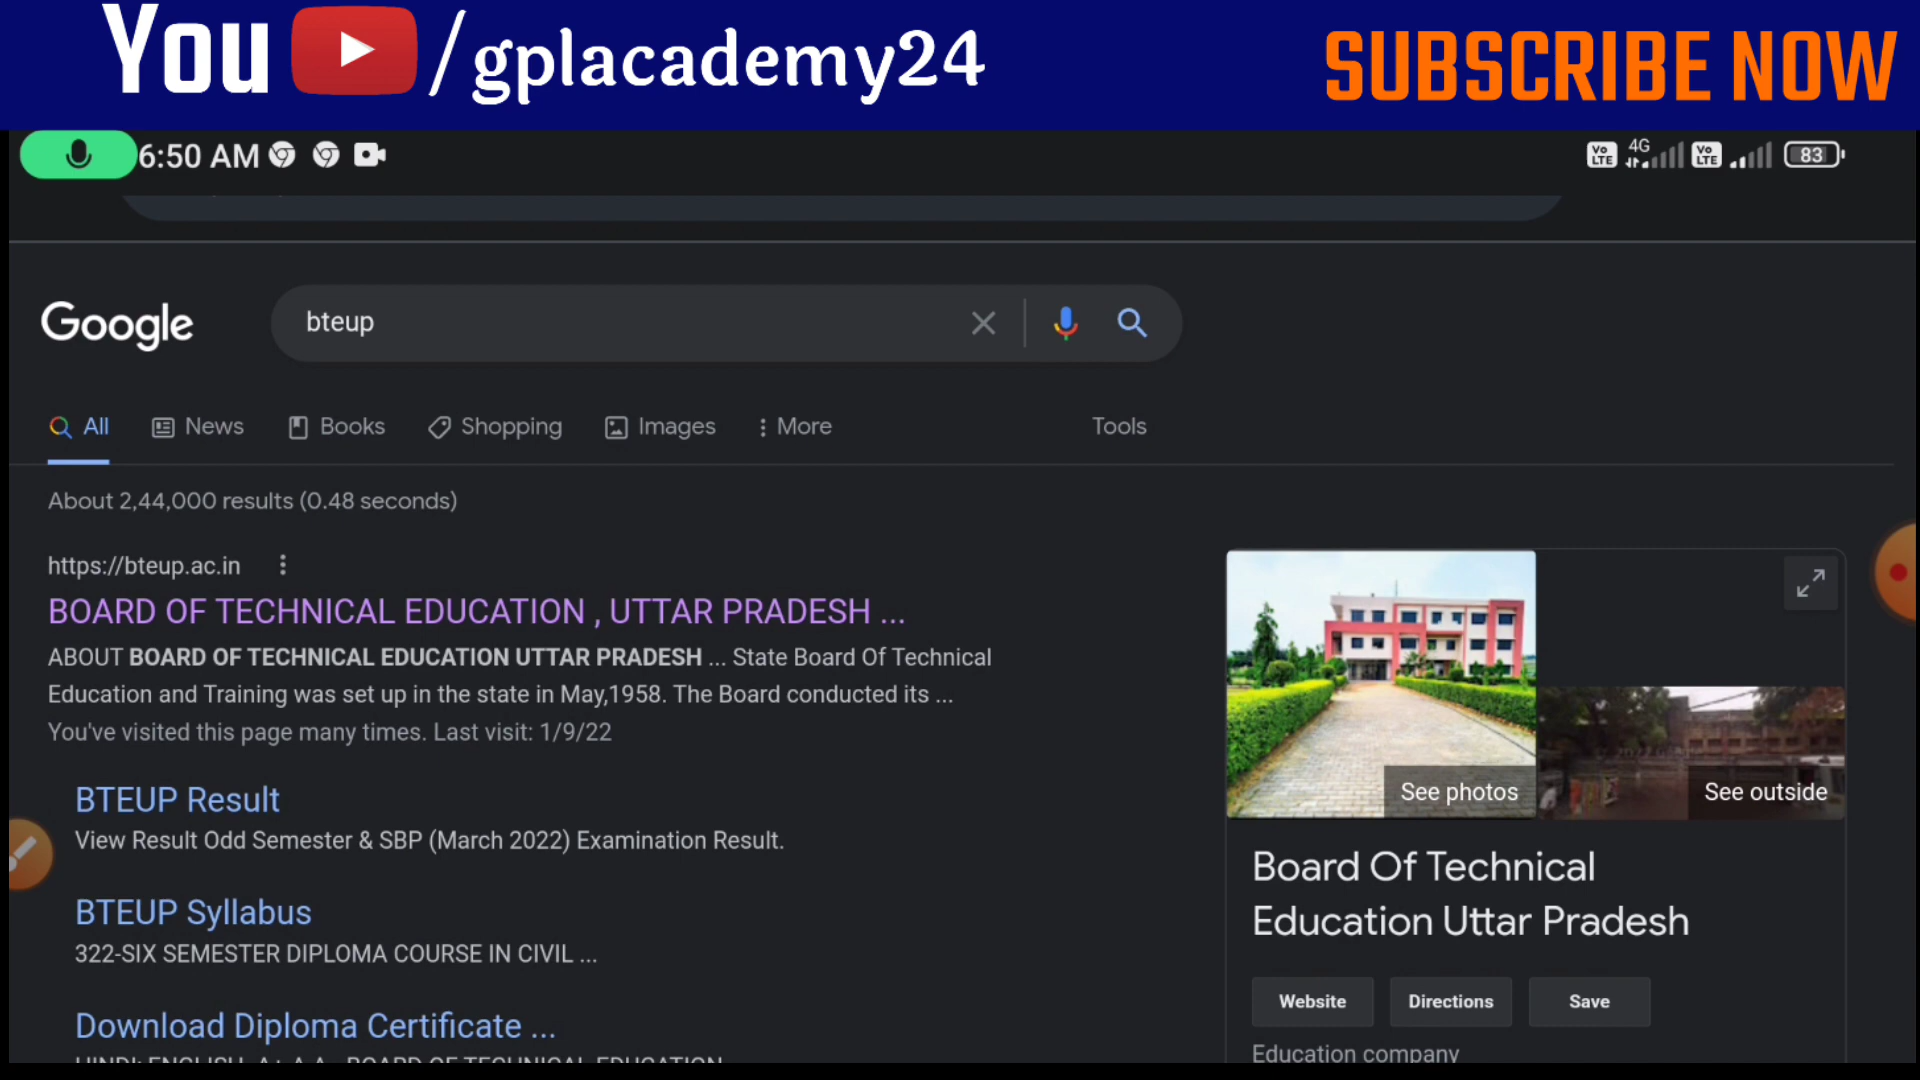 You /gplacademy24
SUBSCRIBE NOW
6:50 AM
Vo LTE 4G Vo LTE 83
Google
bteup
All News Books Shopping Images More Tools
About 2,44,000 results (0.48 seconds)
https://bteup.ac.in
BOARD OF TECHNICAL EDUCATION , UTTAR PRADESH ...
ABOUT BOARD OF TECHNICAL EDUCATION UTTAR PRADESH ... State Board Of Technical
Education and Training was set up in the state in May,1958. The Board conducted its ...
You've visited this page many times. Last visit: 1/9/22
BTEUP Result
View Result Odd Semester & SBP (March 2022) Examination Result.
BTEUP Syllabus
322-SIX SEMESTER DIPLOMA COURSE IN CIVIL ...
Download Diploma Certificate ...
See photos
See outside
Board Of Technical
Education Uttar Pradesh
Website Directions Save
Education company